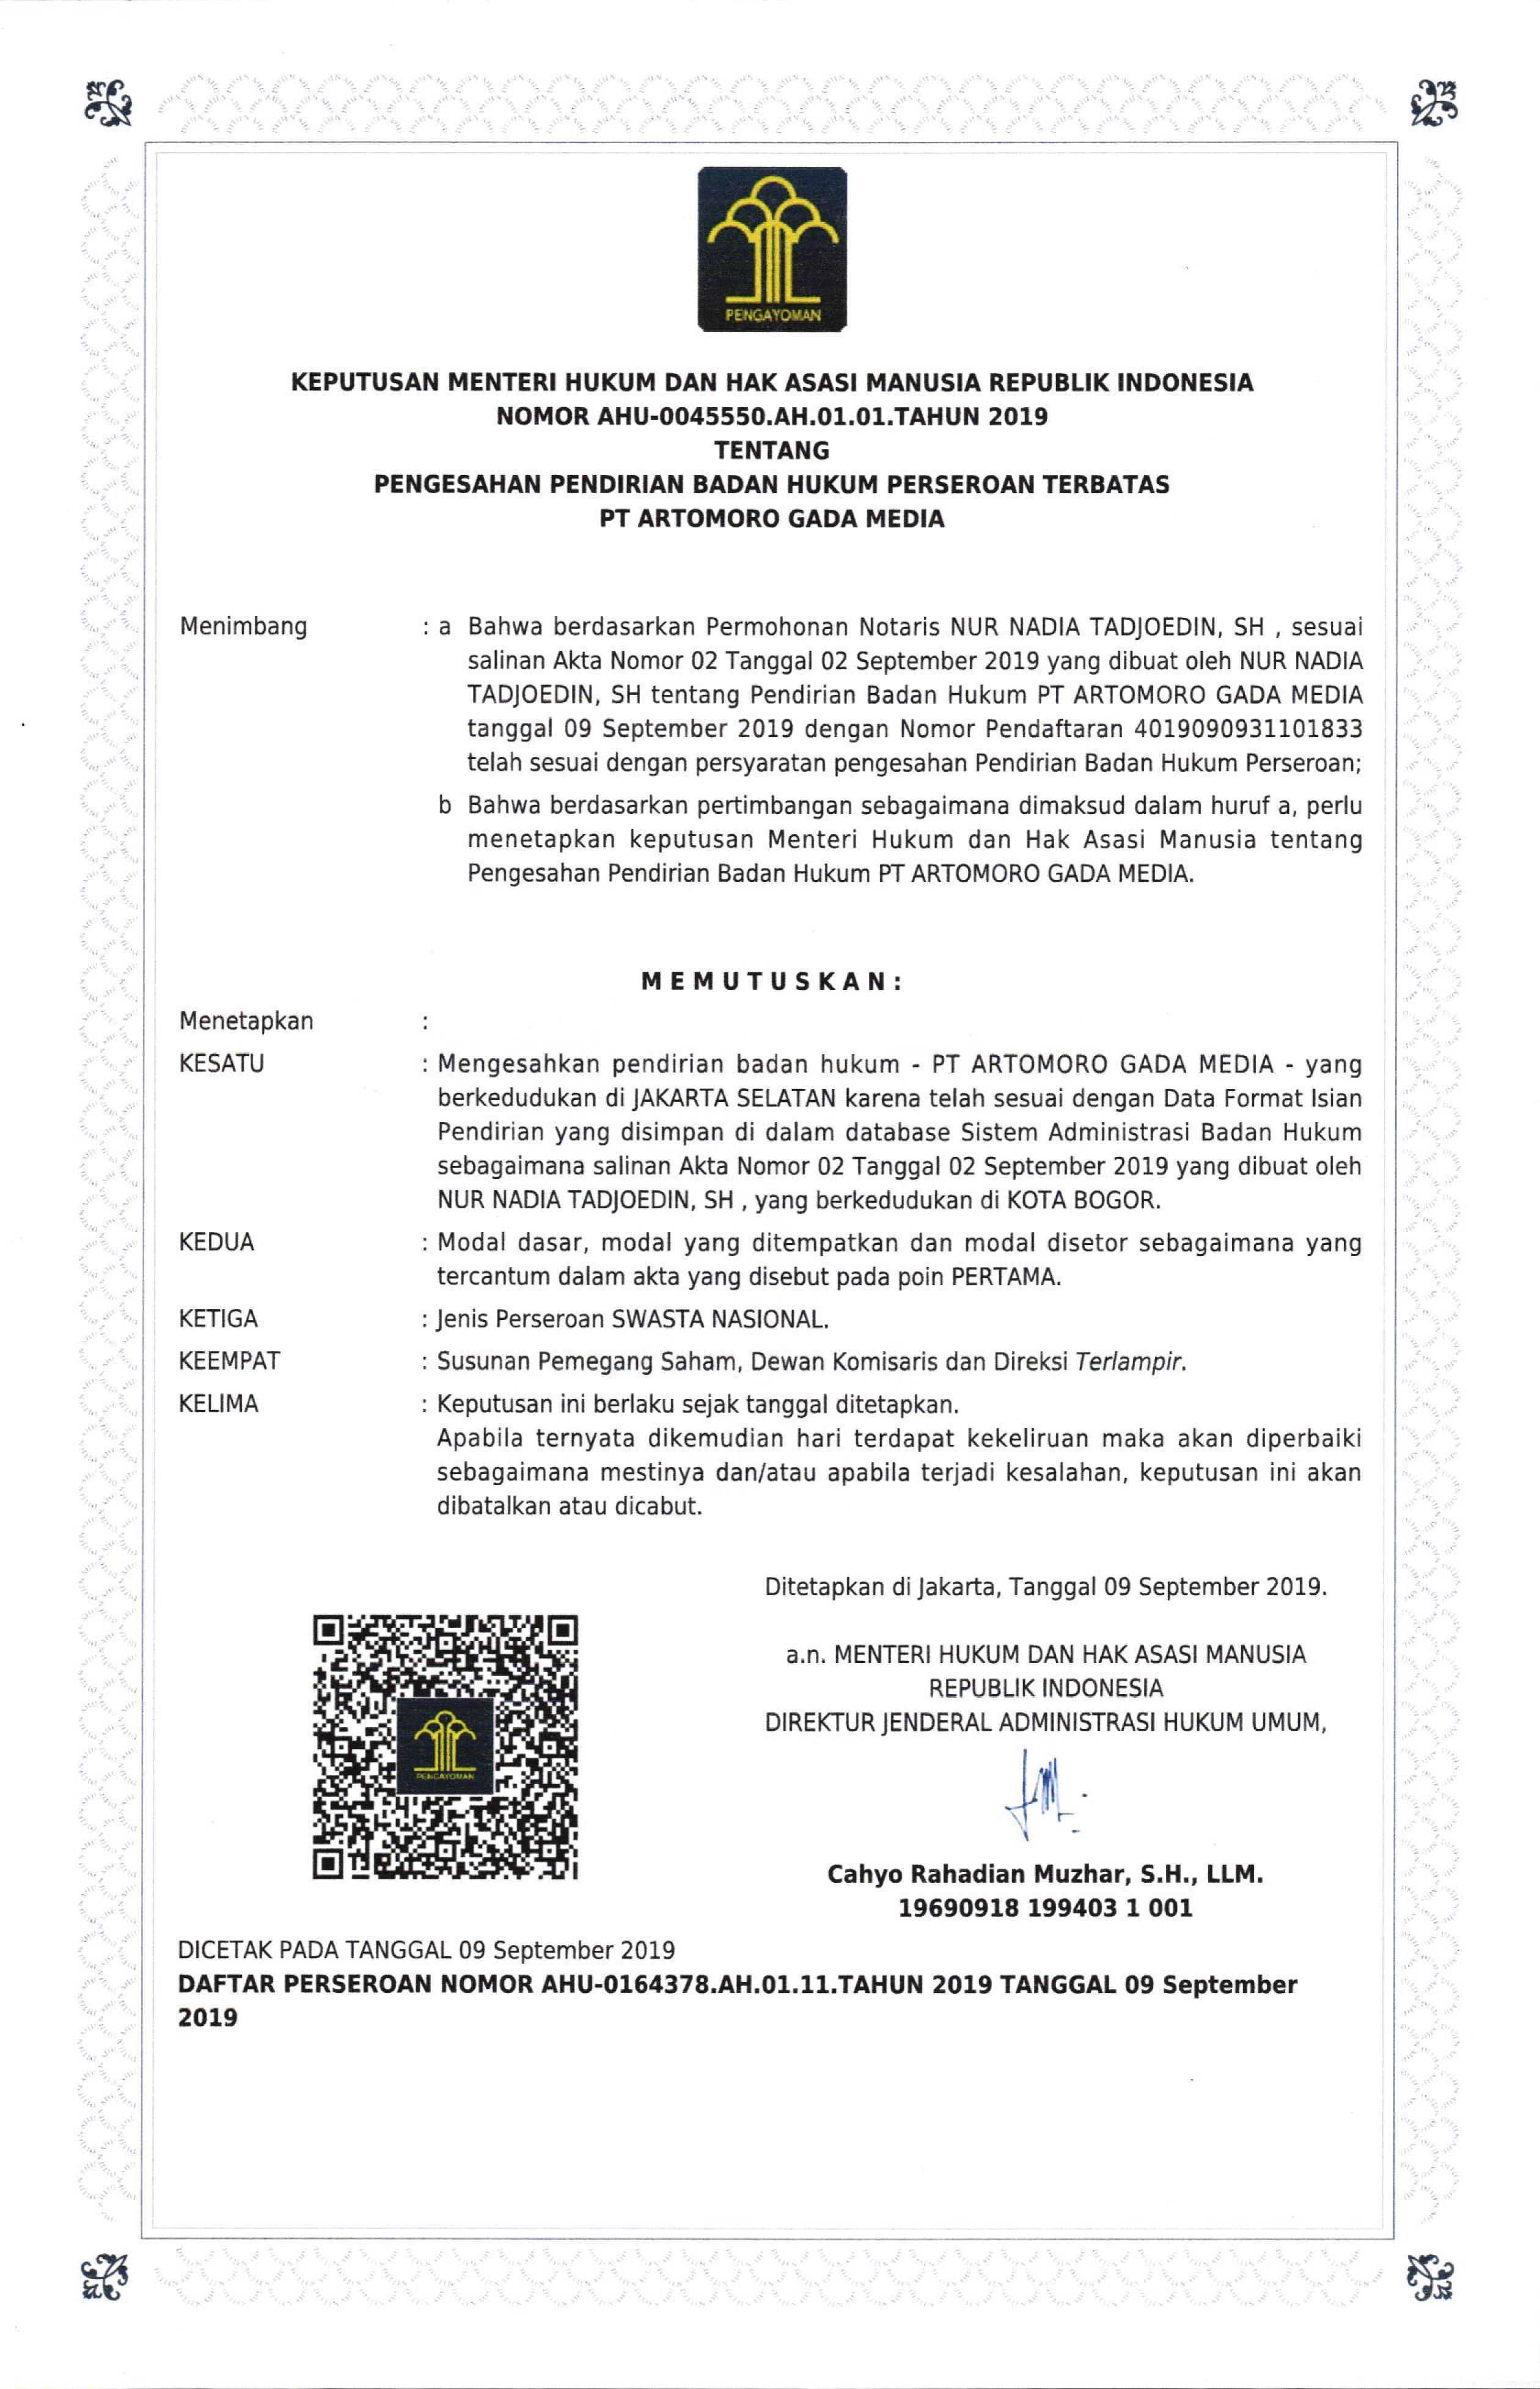 PENGAYOMAN
KEPUTUSAN MENTERI HUKUM DAN HAK ASASI MANUSIA REPUBLIK INDONESIA
NOMOR AHU-0045550.AH.01.01.TAHUN 2019
TENTANG
PENGESAHAN PENDIRIAN BADAN HUKUM PERSEROAN TERBATAS
PT ARTOMORO GADA MEDIA
Menimbang : a Bahwa berdasarkan Permohonan Notaris NUR NADIA TADJOEDIN, SH , sesuai
salinan Akta Nomor 02 Tanggal 02 September 2019 yang dibuat oleh NUR NADIA
TADJOEDIN, SH tentang Pendirian Badan Hukum PT ARTOMORO GADA MEDIA
tanggal 09 September 2019 dengan Nomor Pendaftaran 4019090931101833
telah sesuai dengan persyaratan pengesahan Pendirian Badan Hukum Perseroan;
b Bahwa berdasarkan pertimbangan sebagaimana dimaksud dalam huruf a, perlu
menetapkan keputusan Menteri Hukum dan Hak Asasi Manusia tentang
Pengesahan Pendirian Badan Hukum PT ARTOMORO GADA MEDIA.
M E M U T U S K A N :
Menetapkan :
KESATU : Mengesahkan pendirian badan hukum - PT ARTOMORO GADA MEDIA - yang
berkedudukan di JAKARTA SELATAN karena telah sesuai dengan Data Format Isian
Pendirian yang disimpan di dalam database Sistem Administrasi Badan Hukum
sebagaimana salinan Akta Nomor 02 Tanggal 02 September 2019 yang dibuat oleh
NUR NADIA TADJOEDIN, SH , yang berkedudukan di KOTA BOGOR.
KEDUA : Modal dasar, modal yang ditempatkan dan modal disetor sebagaimana yang
tercantum dalam akta yang disebut pada poin PERTAMA.
KETIGA : Jenis Perseroan SWASTA NASIONAL.
KEEMPAT : Susunan Pemegang Saham, Dewan Komisaris dan Direksi Terlampir.
KELIMA : Keputusan ini berlaku sejak tanggal ditetapkan.
Apabila ternyata dikemudian hari terdapat kekeliruan maka akan diperbaiki
sebagaimana mestinya dan/atau apabila terjadi kesalahan, keputusan ini akan
dibatalkan atau dicabut.
Ditetapkan di Jakarta, Tanggal 09 September 2019.
a.n. MENTERI HUKUM DAN HAK ASASI MANUSIA
REPUBLIK INDONESIA
DIREKTUR JENDERAL ADMINISTRASI HUKUM UMUM,
PENGAYOMAN
Cahyo Rahadian Muzhar, S.H., LLM.
19690918 199403 1 001
DICETAK PADA TANGGAL 09 September 2019
DAFTAR PERSEROAN NOMOR AHU-0164378.AH.01.11.TAHUN 2019 TANGGAL 09 September
2019